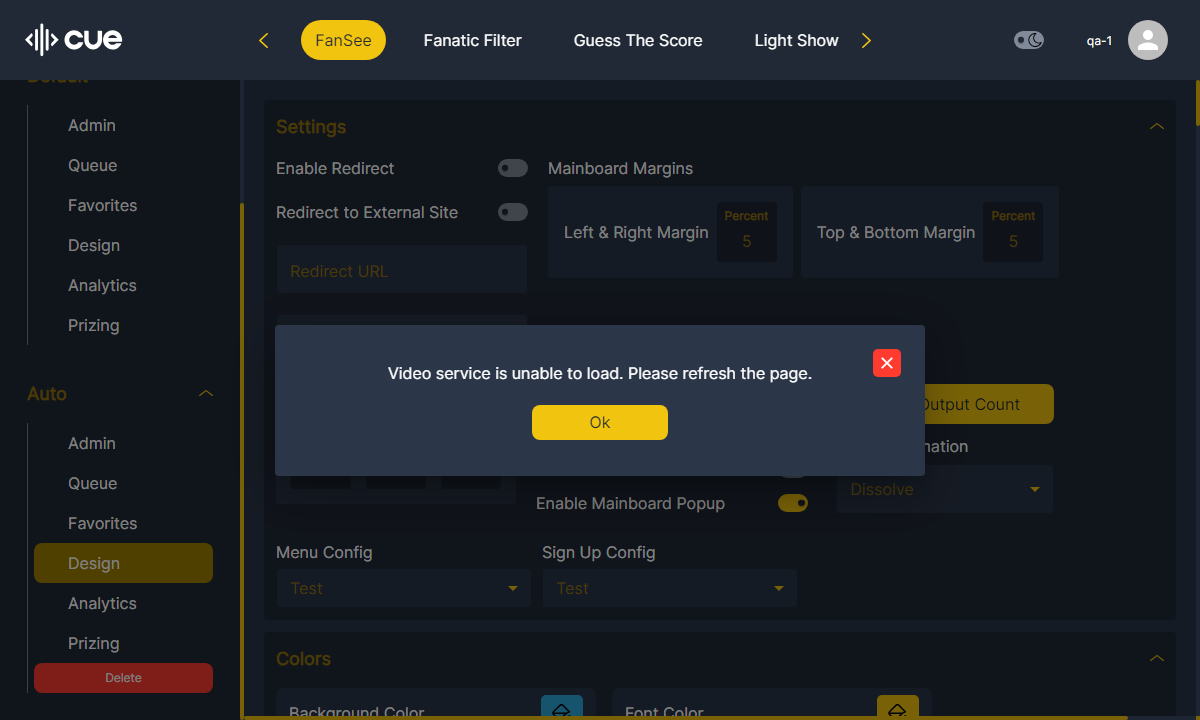 cue
FanSee
Fanatic Filter
Guess The Score
Light Show
qa-1
Default
Admin
Queue
Favorites
Design
Analytics
Prizing
Auto
Admin
Queue
Favorites
Design
Analytics
Prizing
Delete
Settings
Enable Redirect
Redirect to External Site
Redirect URL
Mainboard Margins
Left & Right Margin
Percent
5
Top & Bottom Margin
Percent
5
Video service is unable to load. Please refresh the page.
Ok
Output Count
Enable Mainboard Popup
Dissolve
Menu Config
Test
Sign Up Config
Test
Colors
Background Color
Font Color